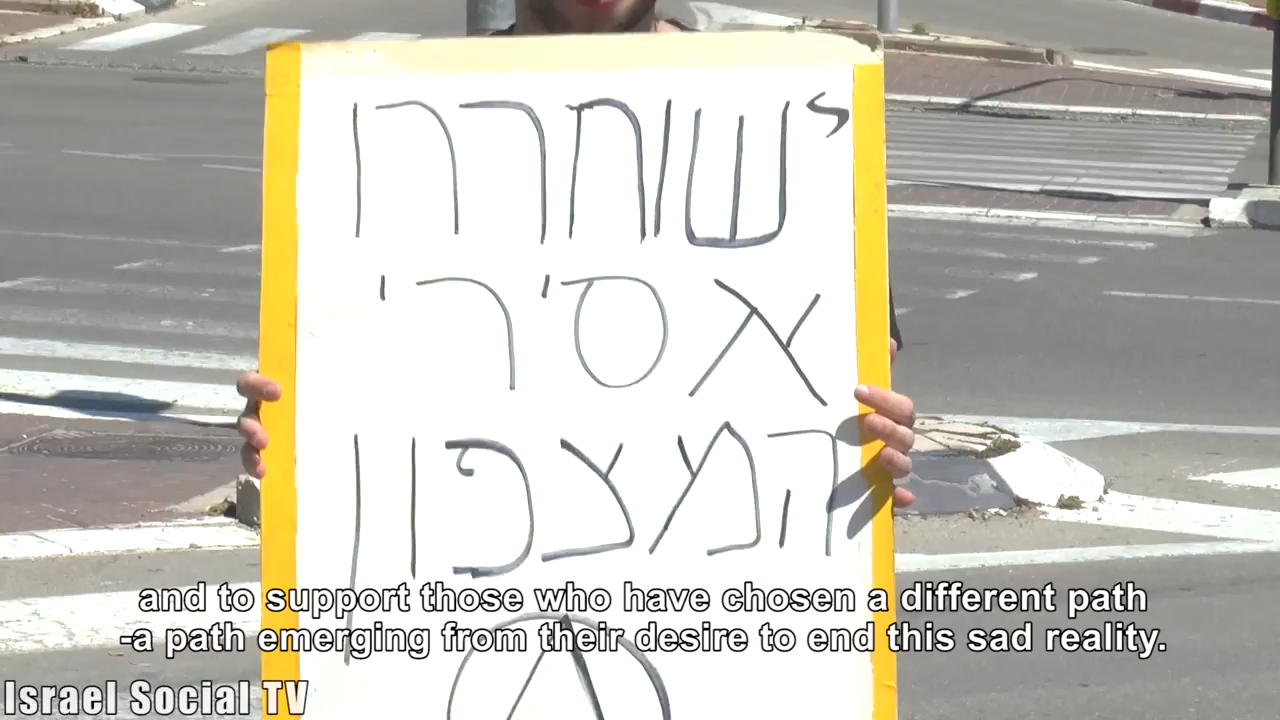 ישוחררו
אסירי
המצפון
and to support those who have chosen a different path
-a path emerging from their desire to end this sad reality.
Israel Social TV